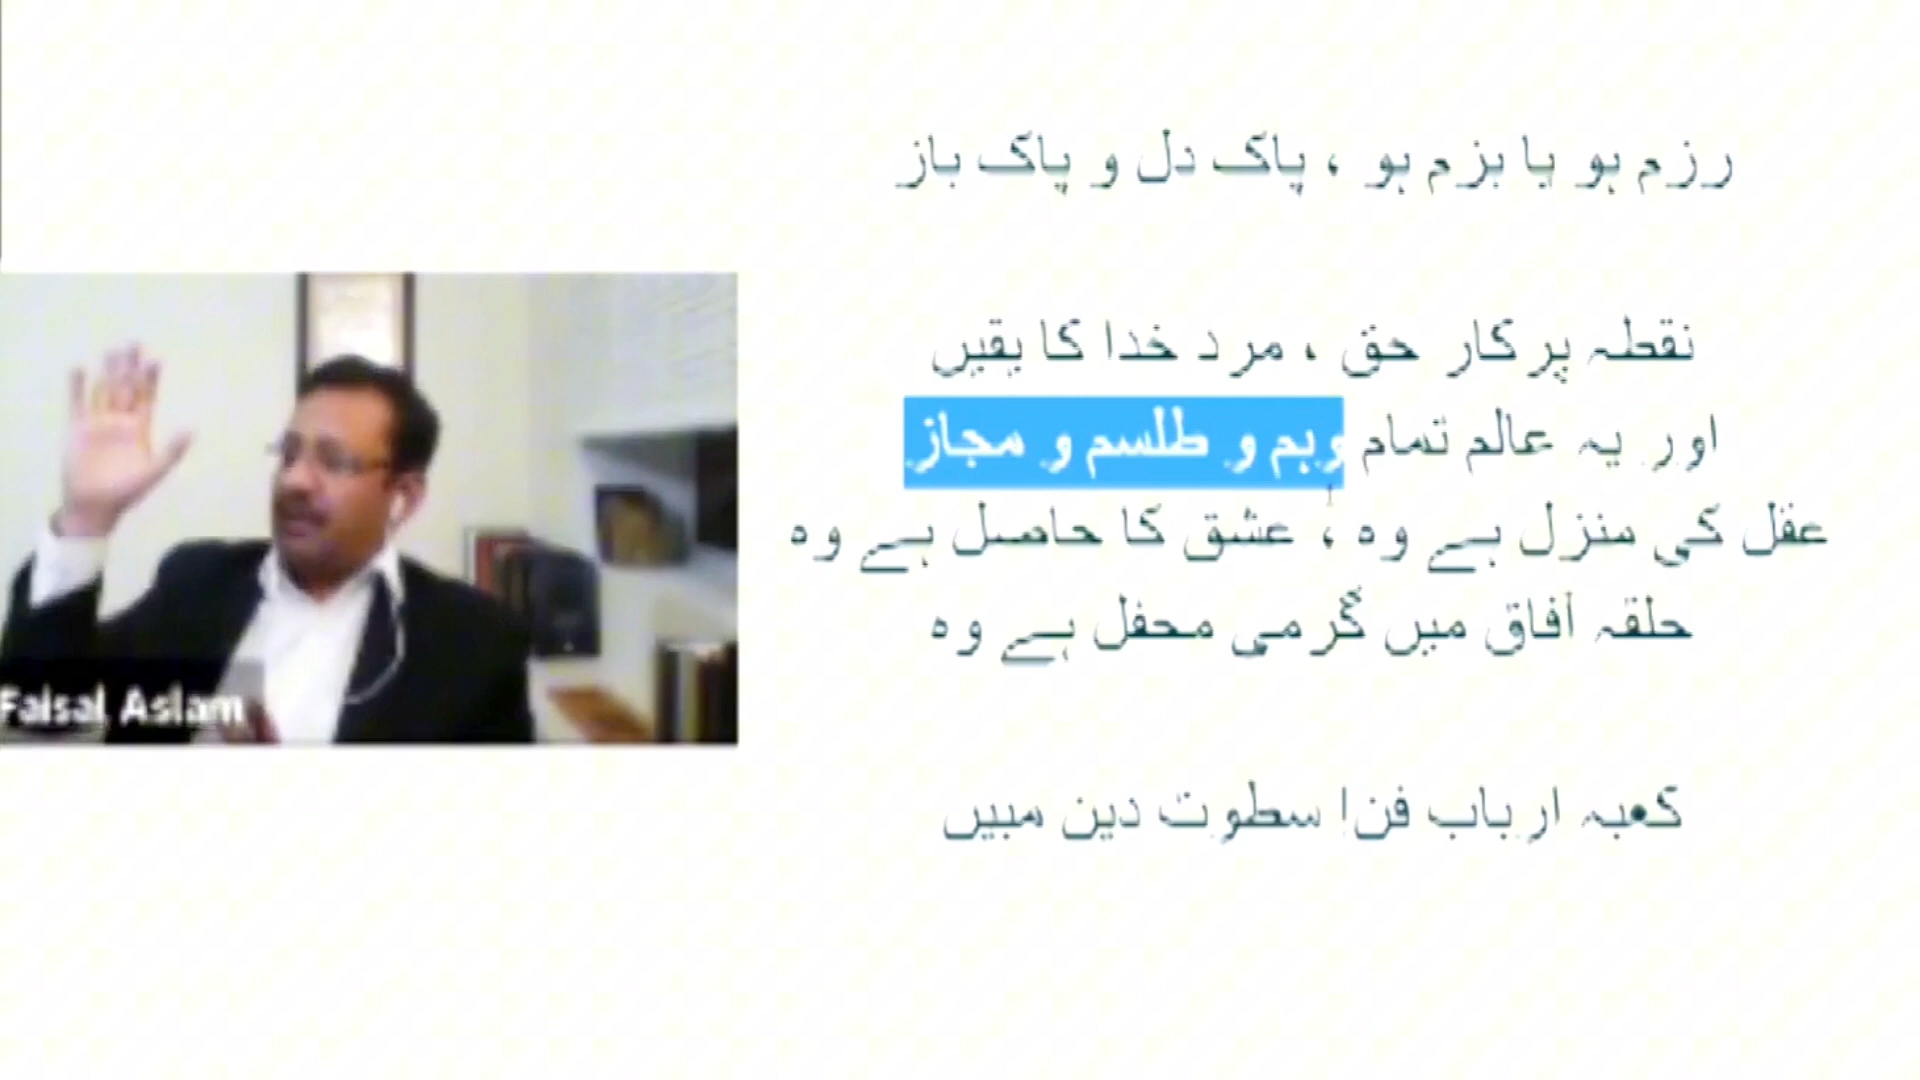 رزم ہو یا بزم ہو ، پاک دل و پاک باز
نقطہ پرکار حق ، مرد خدا کا یقیں
اور یہ عالم تمام وہم و طلسم و مجاز
عقل کی منزل ہے وہ ، عشق کا حاصل ہے وہ
حلقہ آفاق میں گرمی محفل ہے وہ
کعبہ ارباب فن! سطوت دین مبیں
Faisal Aslam